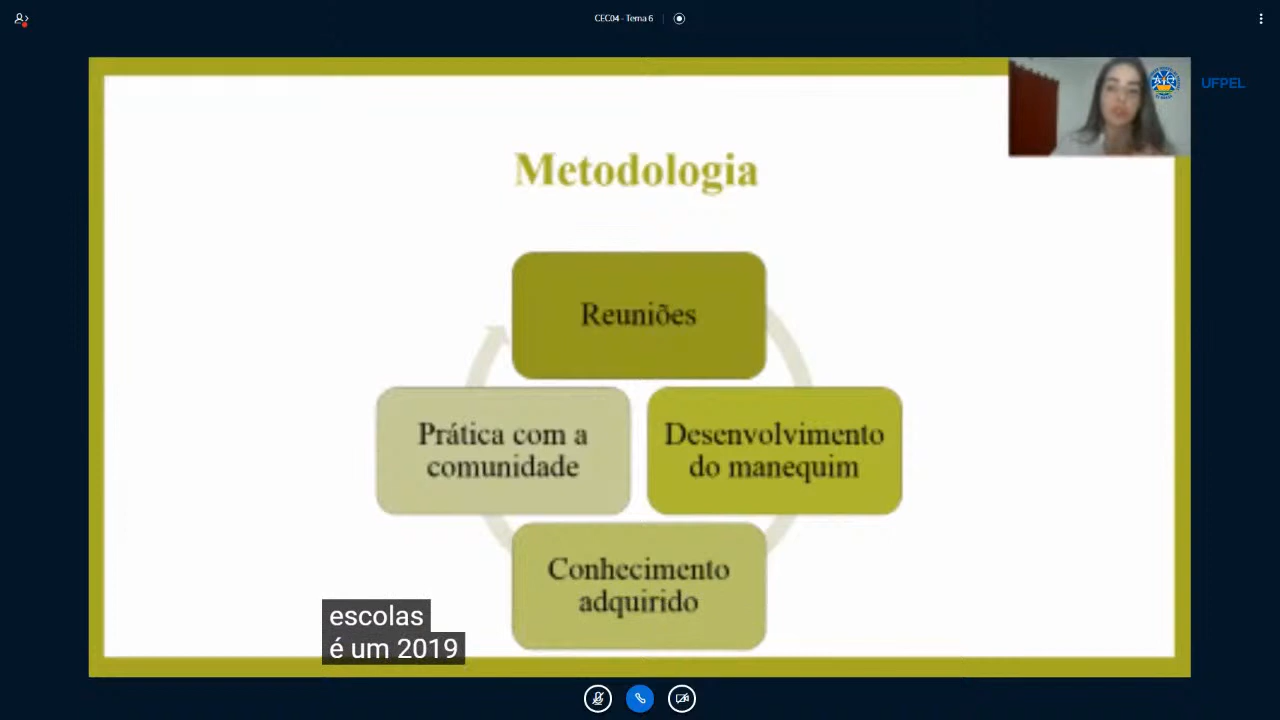 CEC04 - Tema 6
UFPEL
Metodologia
Reuniões
Prática com a
comunidade
Desenvolvimento
do manequim
Conhecimento
adquirido
escolas
é um 2019